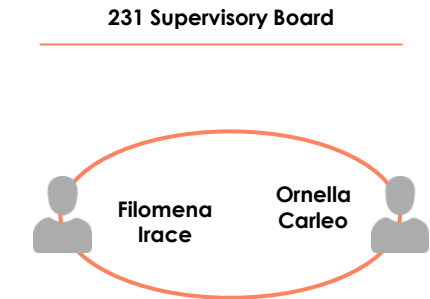 231 Supervisory Board
Filomena
Irace
Ornella
Carleo